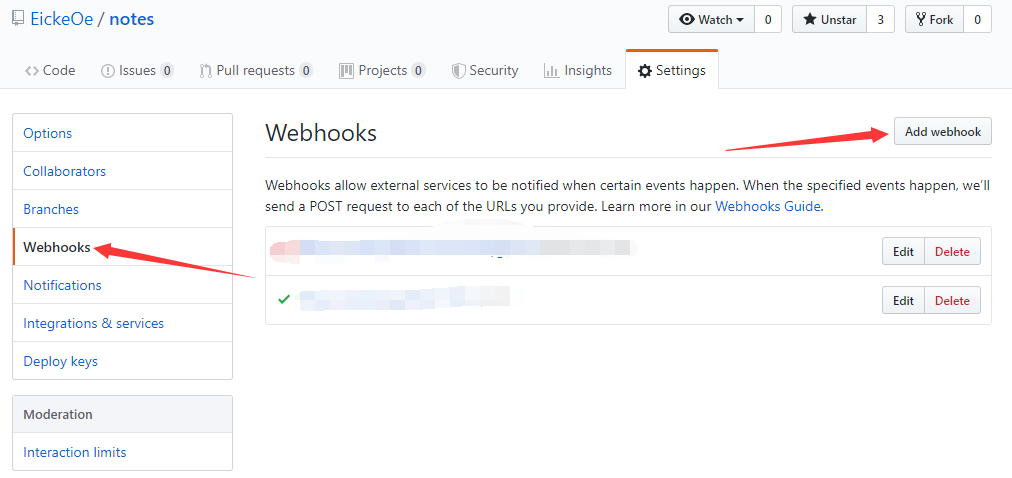 EickeOe / notes
Watch 0 Unstar 3 Fork 0
Code Issues 0 Pull requests 0 Projects 0 Security Insights Settings
Options
Collaborators
Branches
Webhooks
Notifications
Integrations & services
Deploy keys
Moderation
Interaction limits
Webhooks
Add webhook
Webhooks allow external services to be notified when certain events happen. When the specified events happen, we'll
send a POST request to each of the URLs you provide. Learn more in our Webhooks Guide.
Edit Delete
Edit Delete